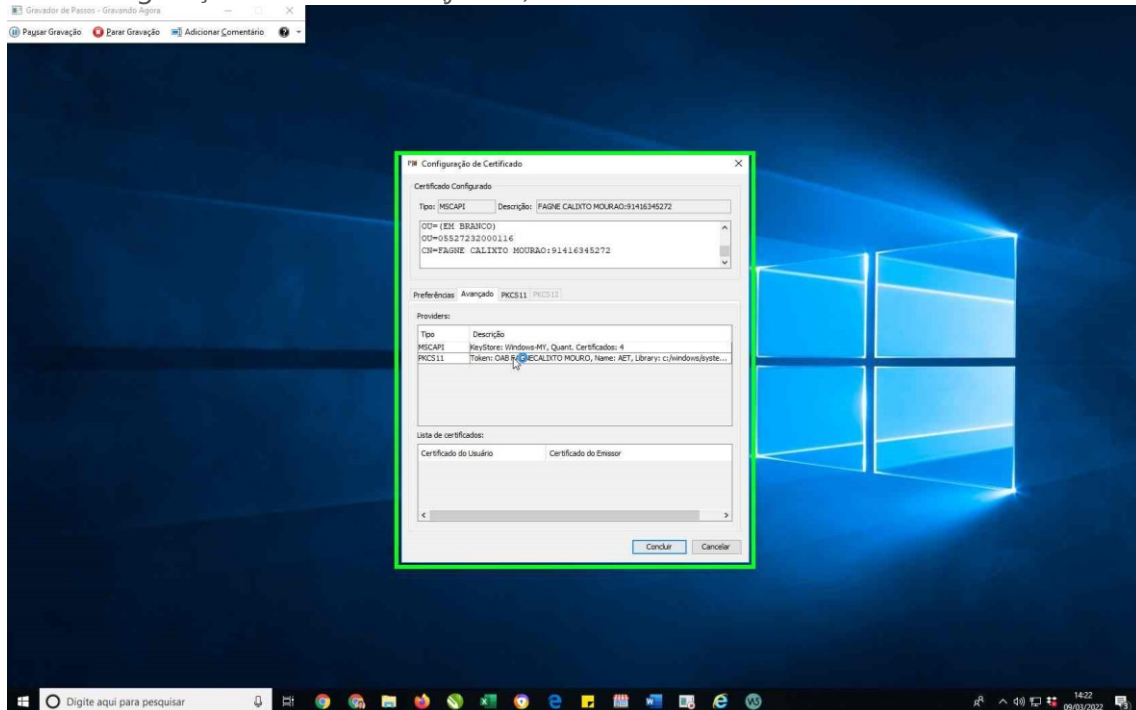 Gravador de Passos - Gravando Agora
Pausar Gravação Parar Gravação Adicionar Comentário
Configuração de Certificado
Certificado Configurado
Tipo: MSCAPI Descrição: FAGNE CALIXTO MOURAO:91416345272
OU=(EM BRANCO)
OU=05527232000116
CN=FAGNE CALIXTO MOURAO:91416345272
Preferências Avançado PKCS11 PKCS12
Providers:
Tipo Descrição
MSCAPI KeyStore: Windows-MY, Quant. Certificados: 4
PKCS11 Token: OAB CALIXTO MOURO, Name: AET, Library: c:/windows/syste...
Lista de certificados:
Certificado do Usuário Certificado do Emissor
Concluir Cancelar
Digite aqui para pesquisar
14:22
09/03/2022